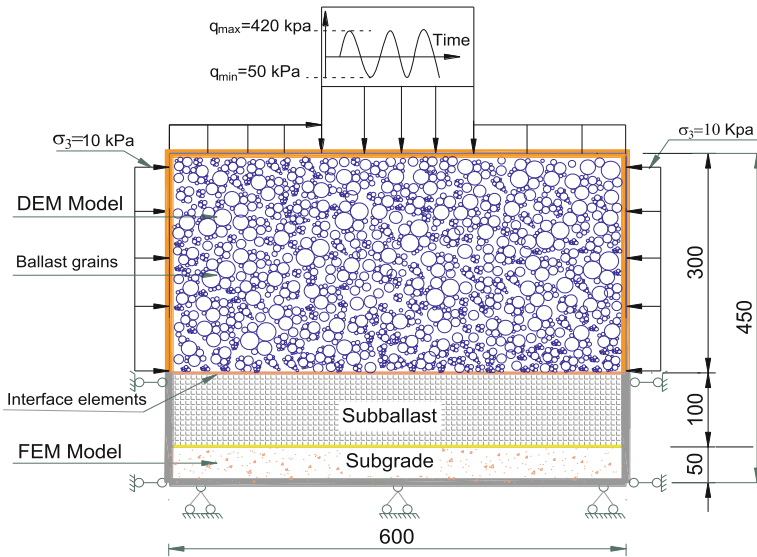 qmax=420 kpa
Time
qmin=50 kPa
σ3=10 kPa
σ3=10 Kpa
DEM Model
Ballast grains
300
450
Interface elements
Subballast
100
FEM Model
Subgrade
50
600